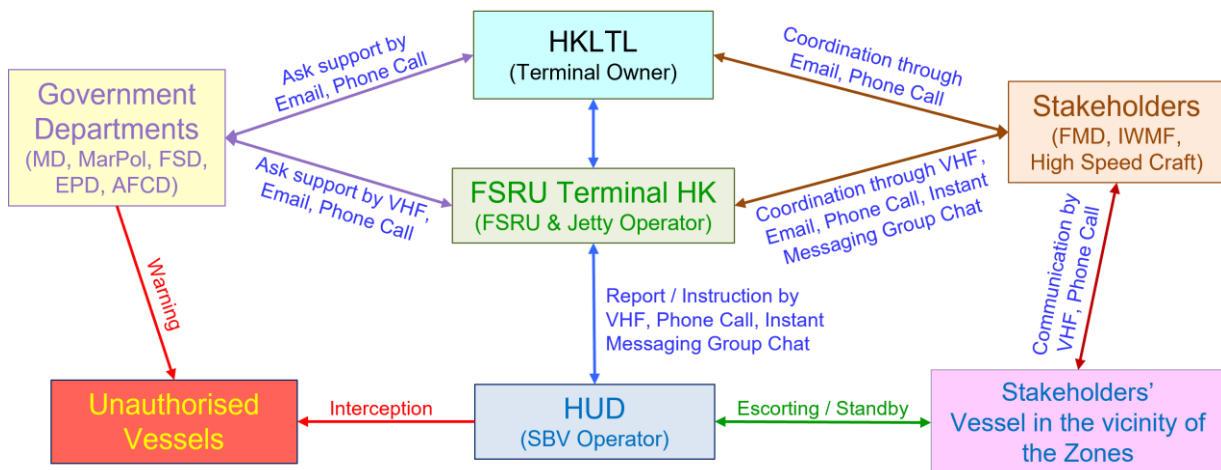 HKLTL
(Terminal Owner)
Ask support by
Email, Phone Call
Coordination through
Email, Phone Call
Government
Departments
(MD, MarPol, FSD,
EPD, AFCD)
Stakeholders
(FMD, IWMF,
High Speed Craft)
Ask support by VHF,
Email, Phone Call
FSRU Terminal HK
(FSRU & Jetty Operator)
Coordination through VHF,
Email, Phone Call, Instant
Messaging Group Chat
Warning
Report / Instruction by
VHF, Phone Call, Instant
Messaging Group Chat
Communication by
VHF, Phone Call
Unauthorised
Vessels
Interception
HUD
(SBV Operator)
Escorting / Standby
Stakeholders'
Vessel in the vicinity of
the Zones